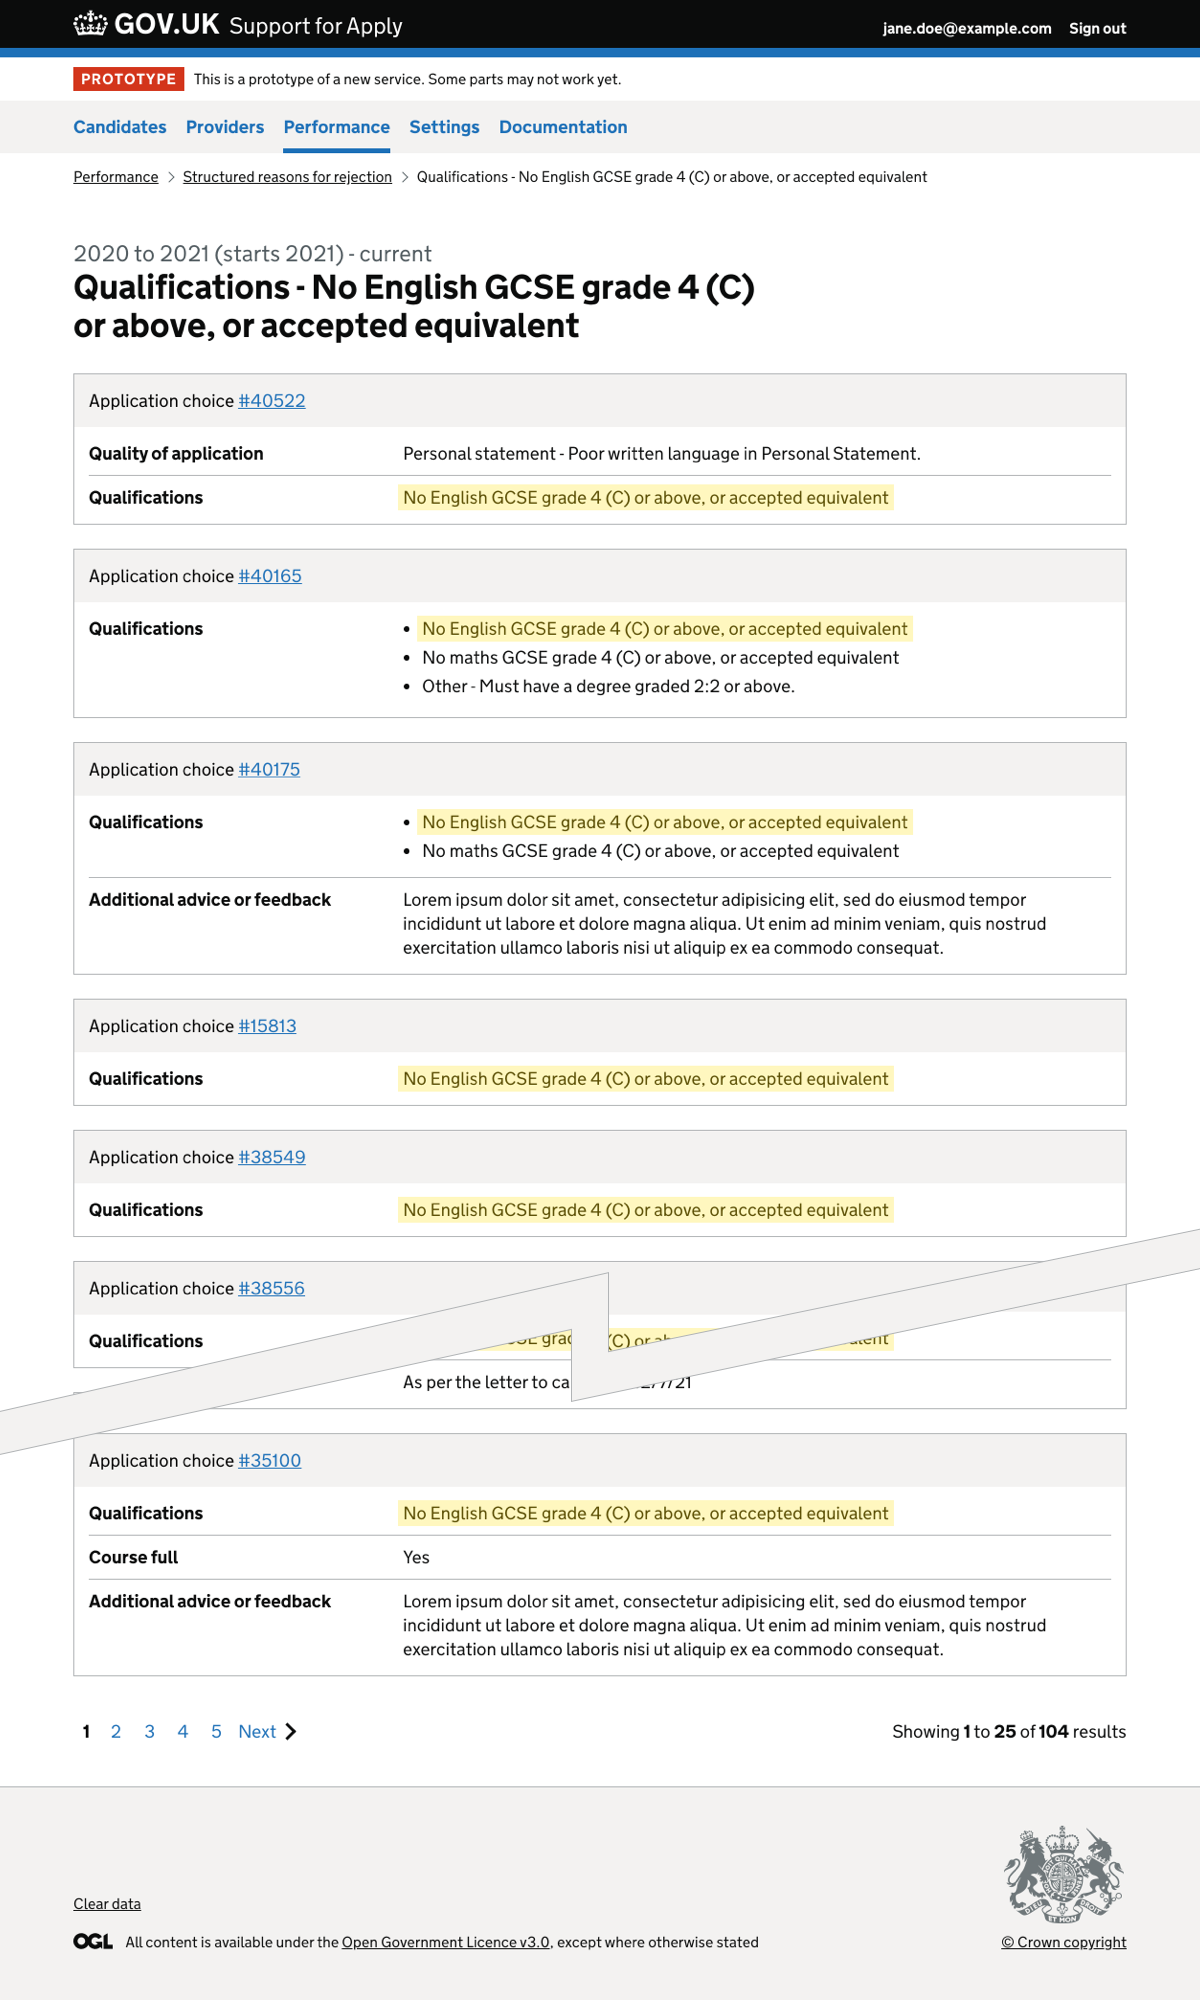 GOV.UK Support for Apply
jane.doe@example.com Sign out
PROTOTYPE This is a prototype of a new service. Some parts may not work yet.
Candidates Providers Performance Settings Documentation
Performance Structured reasons for rejection Qualifications - No English GCSE grade 4 (C) or above, or accepted equivalent
2020 to 2021 (starts 2021) - current
Qualifications - No English GCSE grade 4 (C)
or above, or accepted equivalent
Application choice #40522
Quality of application Personal statement - Poor written language in Personal Statement.
Qualifications No English GCSE grade 4 (C) or above, or accepted equivalent
Application choice #40165
Qualifications • No English GCSE grade 4 (C) or above, or accepted equivalent
• No maths GCSE grade 4 (C) or above, or accepted equivalent
• Other - Must have a degree graded 2:2 or above.
Application choice #40175
Qualifications • No English GCSE grade 4 (C) or above, or accepted equivalent
• No maths GCSE grade 4 (C) or above, or accepted equivalent
Additional advice or feedback Lorem ipsum dolor sit amet, consectetur adipisicing elit, sed do eiusmod tempor
incididunt ut labore et dolore magna aliqua. Ut enim ad minim veniam, quis nostrud
exercitation ullamco laboris nisi ut aliquip ex ea commodo consequat.
Application choice #15813
Qualifications No English GCSE grade 4 (C) or above, or accepted equivalent
Application choice #38549
Qualifications No English GCSE grade 4 (C) or above, or accepted equivalent
Application choice #38556
Qualifications (C) or
As per the letter to
Application choice #35100
Qualifications No English GCSE grade 4 (C) or above, or accepted equivalent
Course full Yes
Additional advice or feedback Lorem ipsum dolor sit amet, consectetur adipisicing elit, sed do eiusmod tempor
incididunt ut labore et dolore magna aliqua. Ut enim ad minim veniam, quis nostrud
exercitation ullamco laboris nisi ut aliquip ex ea commodo consequat.
1 2 3 4 5 Next
Showing 1 to 25 of 104 results
Clear data
OGL All content is available under the Open Government Licence v3.0, except where otherwise stated
© Crown copyright